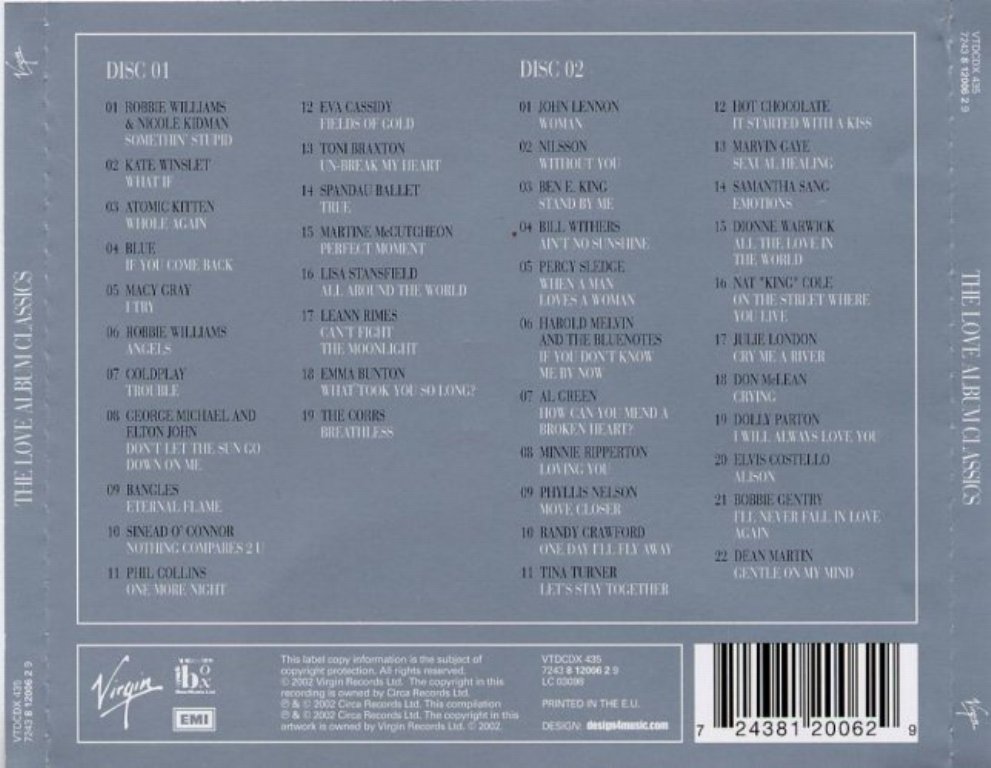 THE LOVE ALBUM CLASSICS
VTDCDX 435
7243 8 12006 2 9
DISC 01
01 ROBBIE WILLIAMS
& NICOLE KIDMAN
SOMETHIN' STUPID
02 KATE WINSLET
WHAT IF
03 ATOMIC KITTEN
WHOLE AGAIN
04 BLUE
IF YOU COME BACK
05 MACY GRAY
I TRY
06 ROBBIE WILLIAMS
ANGELS
07 COLDPLAY
TROUBLE
08 GEORGE MICHAEL AND
ELTON JOHN
DON'T LET THE SUN GO
DOWN ON ME
09 BANGLES
ETERNAL FLAME
10 SINEAD O' CONNOR
NOTHING COMPARES 2 U
11 PHIL COLLINS
ONE MORE NIGHT
12 EVA CASSIDY
FIELDS OF GOLD
13 TONI BRAXTON
UN-BREAK MY HEART
14 SPANDAU BALLET
TRUE
15 MARTINE McCUTCHEON
PERFECT MOMENT
16 LISA STANSFIELD
ALL AROUND THE WORLD
17 LEANN RIMES
CAN'T FIGHT
THE MOONLIGHT
18 EMMA BUNTON
WHAT TOOK YOU SO LONG?
19 THE CORRS
BREATHLESS
DISC 02
01 JOHN LENNON
WOMAN
02 NILSSON
WITHOUT YOU
03 BEN E. KING
STAND BY ME
04 BILL WITHERS
AIN'T NO SUNSHINE
05 PERCY SLEDGE
WHEN A MAN
LOVES A WOMAN
06 HAROLD MELVIN
AND THE BLUENOTES
IF YOU DON'T KNOW
ME BY NOW
07 AL GREEN
HOW CAN YOU MEND A
BROKEN HEART?
08 MINNIE RIPPERTON
LOVING YOU
09 PHYLLIS NELSON
MOVE CLOSER
10 RANDY CRAWFORD
ONE DAY I'LL FLY AWAY
11 TINA TURNER
LET'S STAY TOGETHER
12 HOT CHOCOLATE
IT STARTED WITH A KISS
13 MARVIN GAYE
SEXUAL HEALING
14 SAMANTHA SANG
EMOTIONS
15 DIONNE WARWICK
ALL THE LOVE IN
THE WORLD
16 NAT "KING" COLE
ON THE STREET WHERE
YOU LIVE
17 JULIE LONDON
CRY ME A RIVER
18 DON McLEAN
CRYING
19 DOLLY PARTON
I WILL ALWAYS LOVE YOU
20 ELVIS COSTELLO
ALISON
21 BOBBIE GENTRY
I'LL NEVER FALL IN LOVE
AGAIN
22 DEAN MARTIN
GENTLE ON MY MIND
Virgin
box
EMI
This label copy information is the subject of
copyright protection. All rights reserved.
© 2002 Virgin Records Ltd. The copyright in this
recording is owned by Circa Records Ltd.
℗ & © 2002 Circa Records Ltd. This compilation
℗ & © 2002 Circa Records Ltd. The copyright in this
artwork is owned by Virgin Records Ltd. © 2002.
VTDCDX 435
7243 8 12006 2 9
LC 03098
PRINTED IN THE E.U.
DESIGN: design4music.com
7 24381 20062 9
VTDCDX 435
7243 8 12006 2 9
THE LOVE ALBUM CLASSICS
Virgin
Virgin